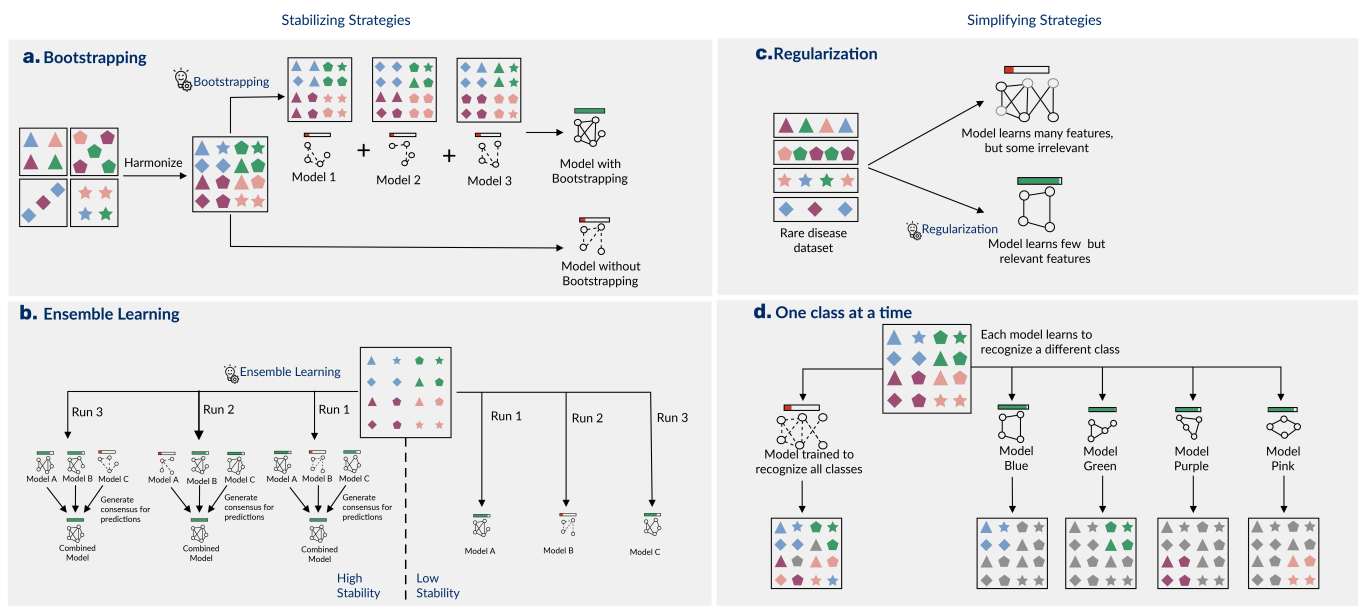 Stabilizing Strategies
Simplifying Strategies
a. Bootstrapping
Bootstrapping
Harmonize
Model 1
+
Model 2
+
Model 3
Model with
Bootstrapping
Model without
Bootstrapping
c. Regularization
Rare disease
dataset
Model learns many features,
but some irrelevant
Regularization
Model learns few but
relevant features
b. Ensemble Learning
Ensemble Learning
Run 3
Run 2
Run 1
Run 1
Run 2
Run 3
Model A
Model B
Model C
Model A
Model B
Model C
Model A
Model B
Model C
Generate
consensus for
predictions
Generate
consensus for
predictions
Generate
consensus for
predictions
Combined
Model
Combined
Model
Combined
Model
Model A
Model B
Model C
High
Stability
Low
Stability
d. One class at a time
Each model learns to
recognize a different class
Model trained to
recognize all classes
Model
Blue
Model
Green
Model
Purple
Model
Pink